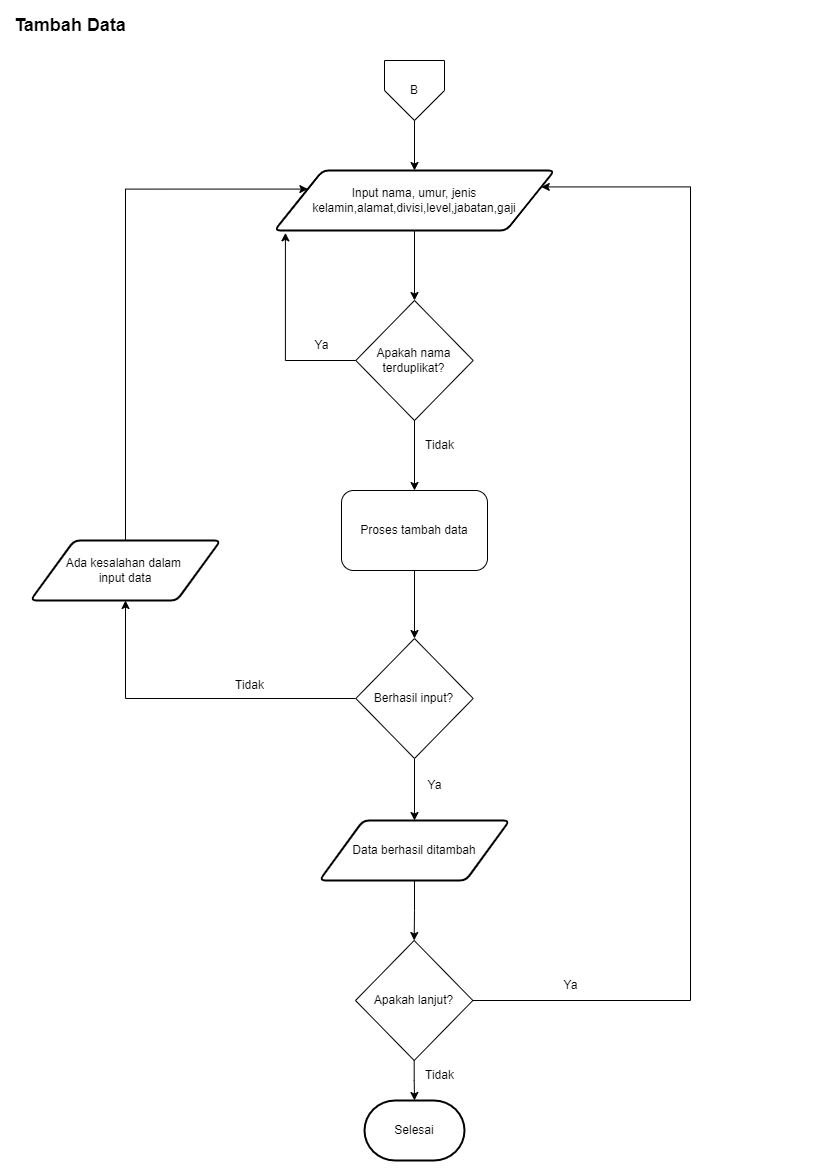 Tambah Data
B
Input nama, umur, jenis
kelamin,alamat,divisi,level,jabatan,gaji
Ya
Apakah nama
terduplikat?
Tidak
Proses tambah data
Ada kesalahan dalam
input data
Tidak
Berhasil input?
Ya
Data berhasil ditambah
Apakah lanjut?
Ya
Tidak
Selesai